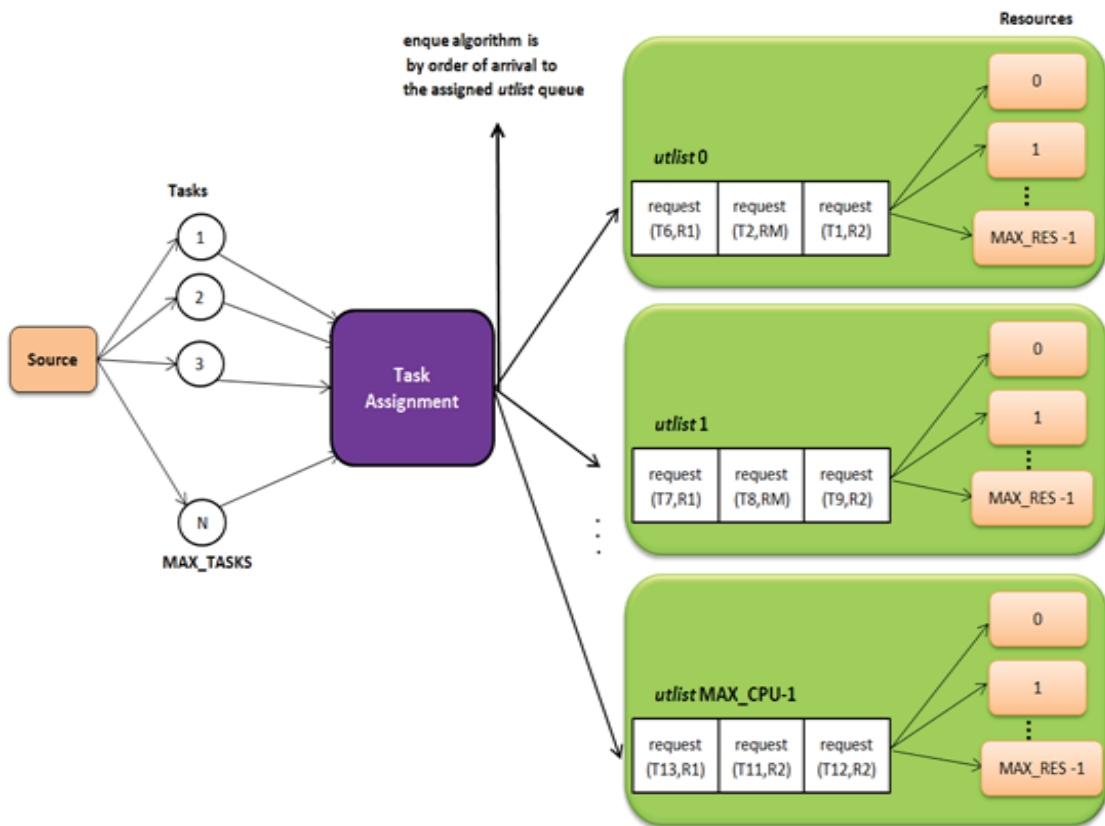 enque algorithm is
by order of arrival to
the assigned utlist queue
Resources
Tasks
Source
1
2
3
N
MAX_TASKS
Task
Assignment
utlist 0
request request request
(T6,R1) (T2,RM) (T1,R2)
0
1
MAX_RES -1
utlist 1
request request request
(T7,R1) (T8,RM) (T9,R2)
0
1
MAX_RES -1
utlist MAX_CPU-1
request request request
(T13,R1) (T11,R2) (T12,R2)
0
1
MAX_RES -1